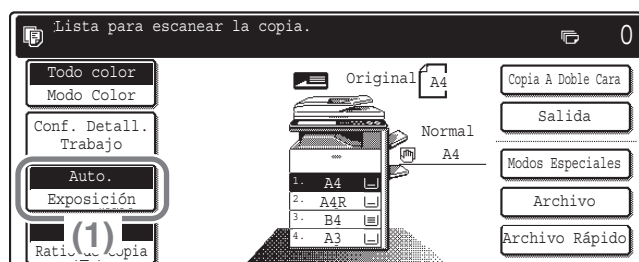 Lista para escanear la copia.
0
Todo color
Modo Color
Conf. Detall.
Trabajo
Auto.
Exposición
(1)
Original
A4
Normal
A4
1. A4
2. A4R
3. B4
4. A3
Copia A Doble Cara
Salida
Modos Especiales
Archivo
Archivo Rápido